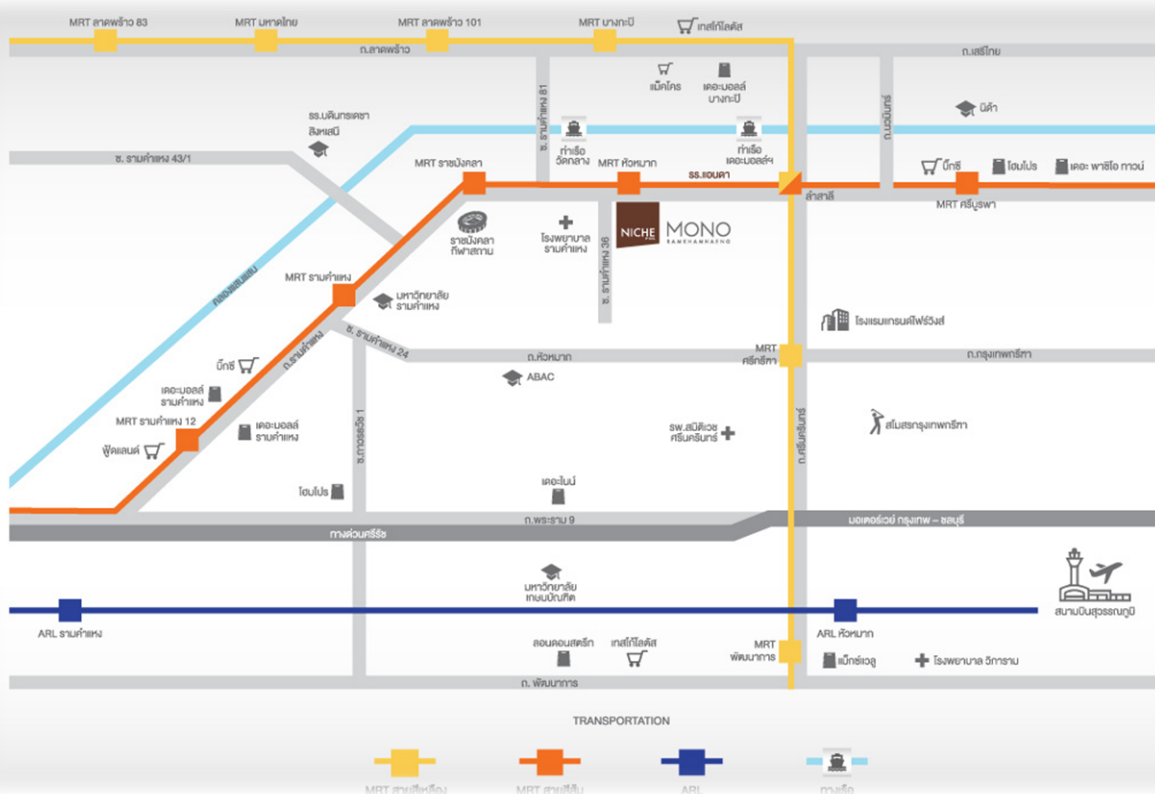 MRT ลาดพร้าว 83
MRT มหาดไทย
MRT ลาดพร้าว 101
MRT บางกะปิ
เทสโก้โลตัส
ถ.ลาดพร้าว
ถ.เสรีไทย
แม็คโคร
เดอะมอลล์
บางกะปิ
ซ. รามคำแหง 81
ถ.นวมินทร์
นิด้า
รร.บดินทรเดชา
สิงหเสนี
ซ. รามคำแหง 43/1
ท่าเรือ
วัดกลาง
ท่าเรือ
เดอะมอลล์ฯ
MRT ราชมังคลา
MRT หัวหมาก
รร.แอนดา
ลำสาลี
บิ๊กซี
โฮมโปร
เดอะ พาซิโอ ทาวน์
MRT ศรีบูรพา
ราชมังคลา
กีฬาสถาน
โรงพยาบาล
รามคำแหง
ซ. รามคำแหง 36
NICHE
MONO
RAMKHAMHAENG
คลองแสนแสบ
MRT รามคำแหง
มหาวิทยาลัย
รามคำแหง
ถ.รามคำแหง
ซ. รามคำแหง 24
ถ.หัวหมาก
MRT
ศรีกรีฑา
โรงแรมแกรนด์โฟร์วิงส์
ถ.กรุงเทพกรีฑา
บิ๊กซี
ABAC
เดอะมอลล์
รามคำแหง
MRT รามคำแหง 12
เดอะมอลล์
รามคำแหง
ฟู้ดแลนด์
ซ.ถาวรธวัช 1
รพ.สมิติเวช
ศรีนครินทร์
ถ.ศรีนครินทร์
สโมสรกรุงเทพกรีฑา
โฮมโปร
เดอะไนน์
ถ.พระราม 9
ทางด่วนศรีรัช
มอเตอร์เวย์ กรุงเทพ – ชลบุรี
มหาวิทยาลัย
เกษมบัณฑิต
สนามบินสุวรรณภูมิ
ARL รามคำแหง
ARL หัวหมาก
ลอนดอนสตรีท
เทสโก้โลตัส
MRT
พัฒนาการ
แม็กซ์แวลู
โรงพยาบาล วิภาราม
ถ. พัฒนาการ
TRANSPORTATION
MRT สายสีเหลือง
MRT สายสีส้ม
ARL
ทางเรือ